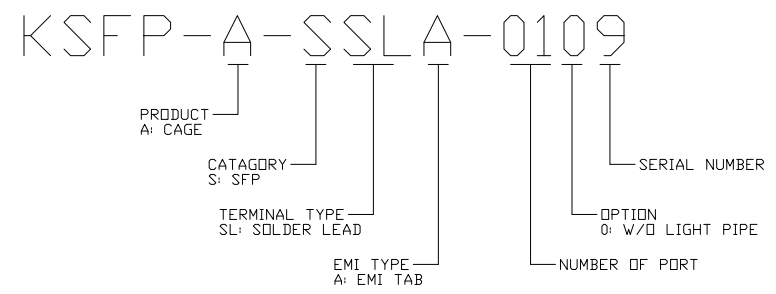 KSFP-A-SSLA-0109
PRODUCT
A: CAGE
CATAGORY
S: SFP
SERIAL NUMBER
TERMINAL TYPE
SL: SOLDER LEAD
OPTION
0: W/O LIGHT PIPE
EMI TYPE
A: EMI TAB
NUMBER OF PORT